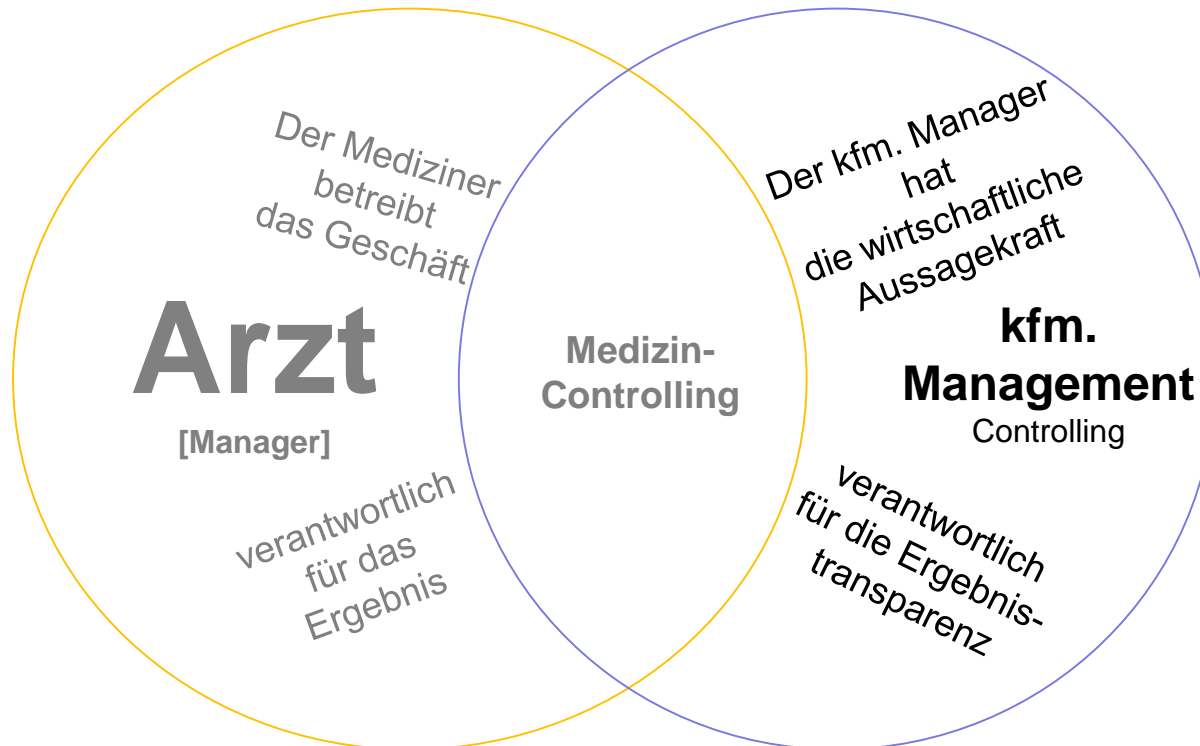 Der Mediziner
betreibt
das Geschäft
Arzt
[Manager]
verantwortlich
für das
Ergebnis
Medizin-
Controlling
Der kfm. Manager
hat
die wirtschaftliche
Aussagekraft
kfm.
Management
Controlling
verantwortlich
für die Ergebnis-
transparenz